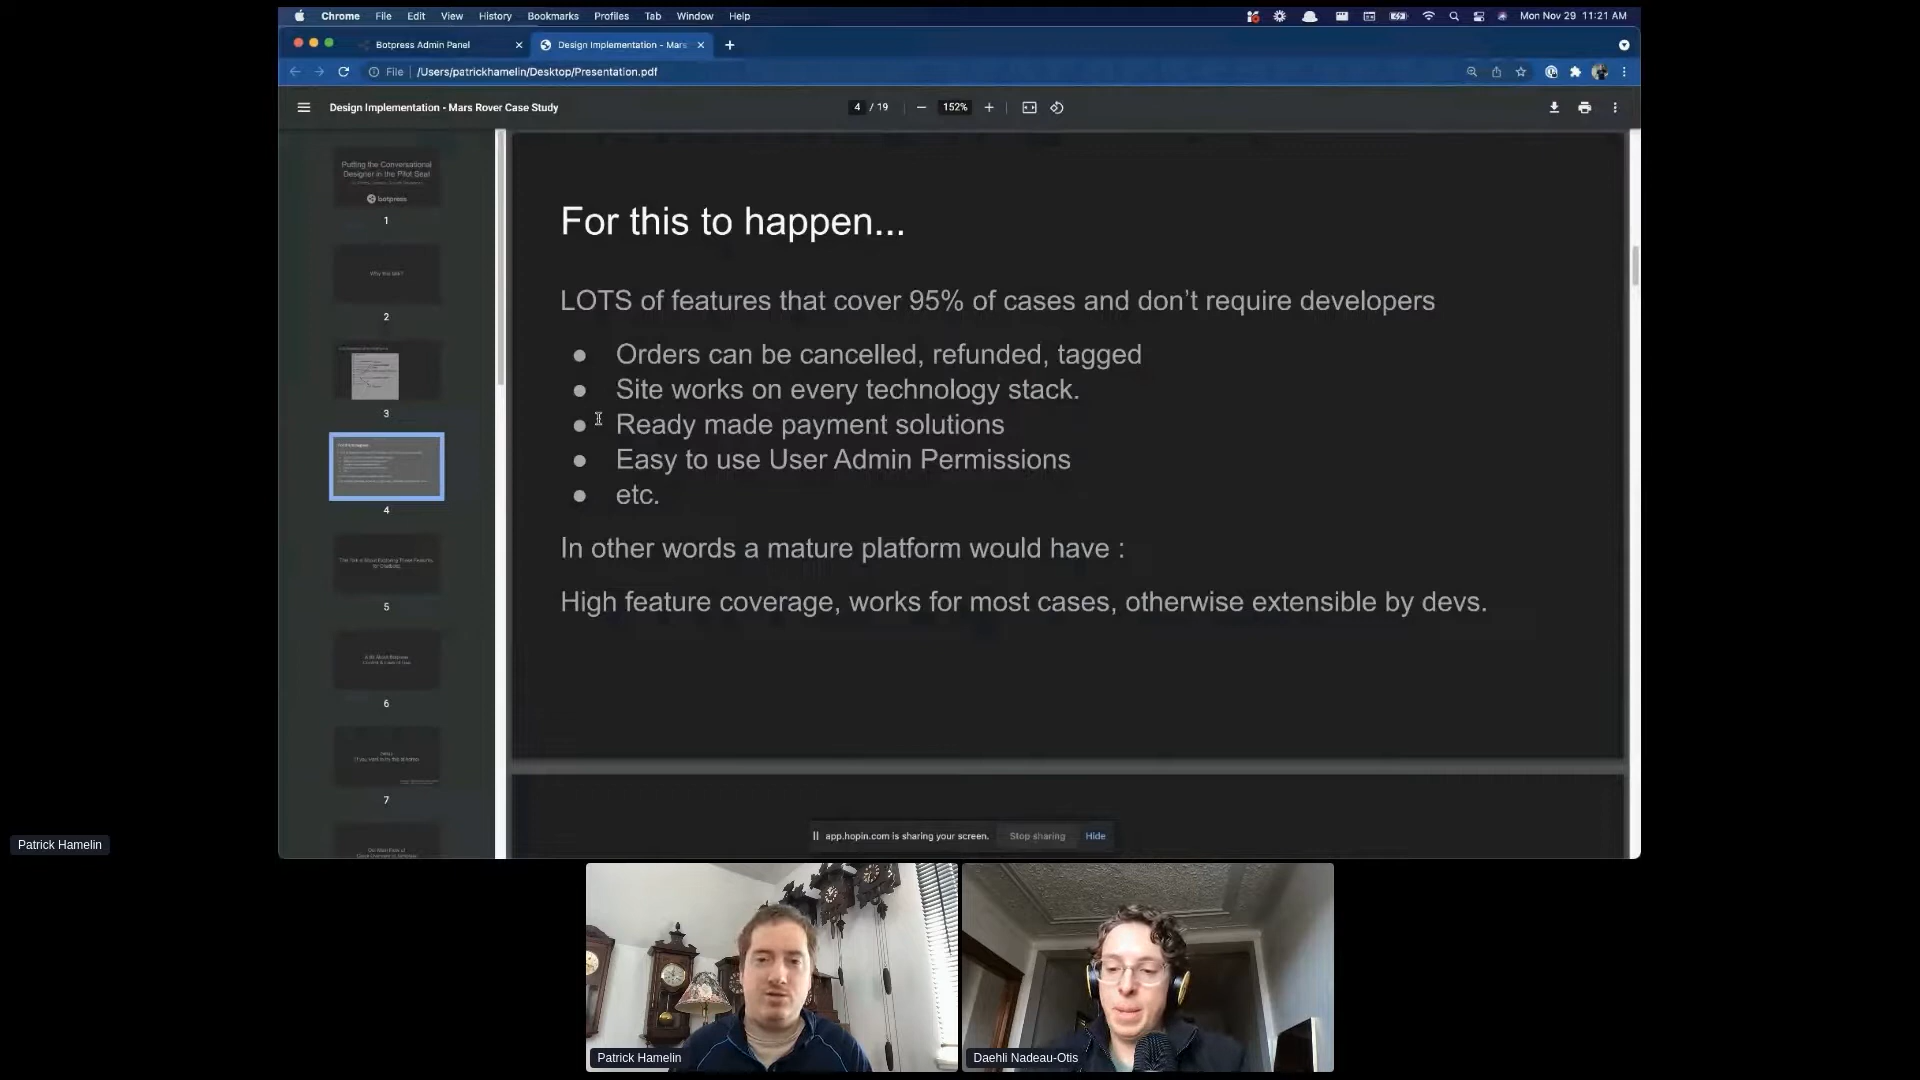 Chrome File Edit View History Bookmarks Profiles Tab Window Help
Mon Nov 29 11:21 AM
Botpress Admin Panel
Design Implementation - Mars
File /Users/patrickhamelin/Desktop/Presentation.pdf
Design Implementation - Mars Rover Case Study
4 / 19
152%
Putting the Conversational
Designer in the Pilot Seat
botpress
1
Why this talk?
2
3
4
5
6
7
For this to happen...
LOTS of features that cover 95% of cases and don’t require developers
● Orders can be cancelled, refunded, tagged
● Site works on every technology stack.
● Ready made payment solutions
● Easy to use User Admin Permissions
● etc.
In other words a mature platform would have :
High feature coverage, works for most cases, otherwise extensible by devs.
app.hopin.com is sharing your screen.
Stop sharing
Hide
Patrick Hamelin
Patrick Hamelin
Daehli Nadeau-Otis